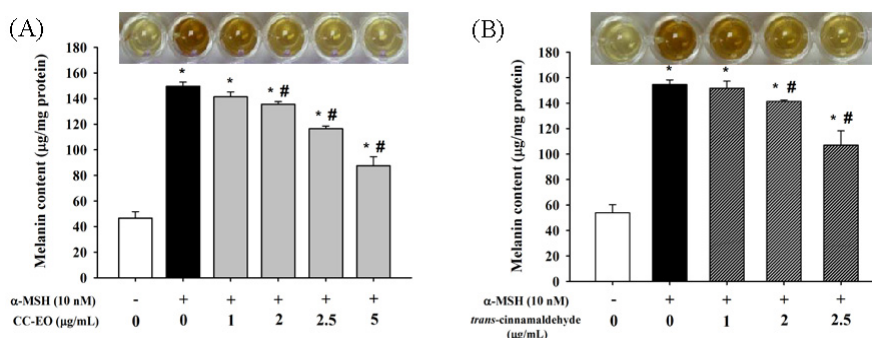 (A)
180
160
140
120
100
80
60
40
20
0
Melanin content (µg/mg protein)
* * * # * # * #
α-MSH (10 nM) - + + + + +
CC-EO (µg/mL) 0 0 1 2 2.5 5
(B)
180
160
140
120
100
80
60
40
20
0
Melanin content (µg/mg protein)
* * * # * #
α-MSH (10 nM) - + + + +
trans-cinnamaldehyde 0 0 1 2 2.5
(µg/mL)